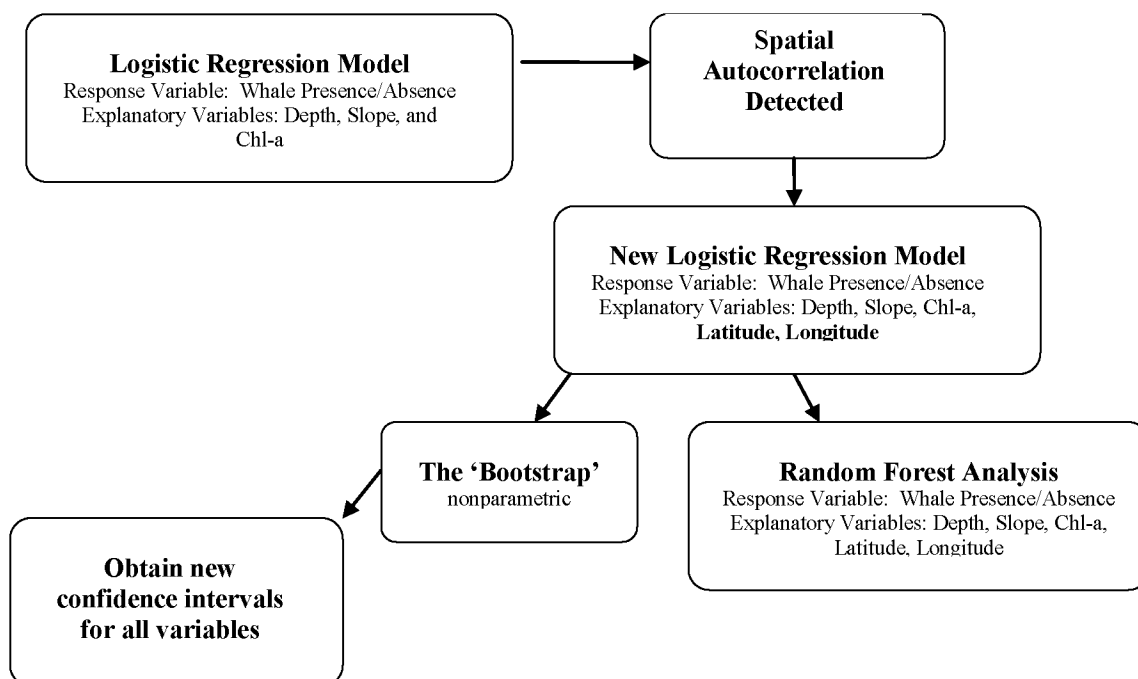 Logistic Regression Model
Response Variable:  Whale Presence/Absence
Explanatory Variables: Depth, Slope, and
Chl-a
Spatial
Autocorrelation
Detected
New Logistic Regression Model
Response Variable:  Whale Presence/Absence
Explanatory Variables: Depth, Slope, Chl-a,
Latitude, Longitude
The ‘Bootstrap’
nonparametric
Random Forest Analysis
Response Variable:  Whale Presence/Absence
Explanatory Variables: Depth, Slope, Chl-a,
Latitude, Longitude
Obtain new
confidence intervals
for all variables